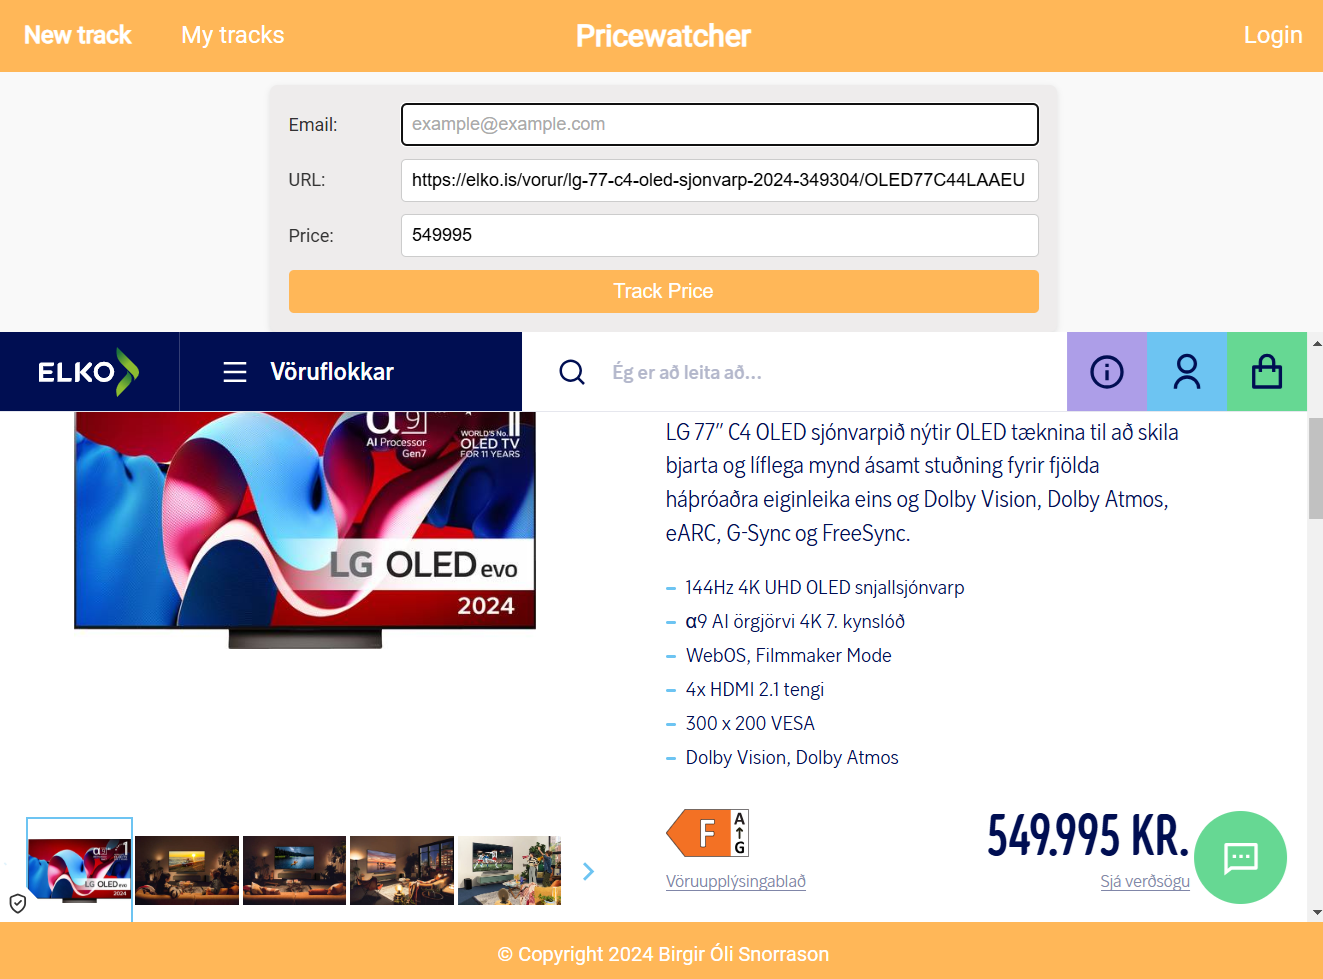 New track
My tracks
Pricewatcher
Login
Email:
example@example.com
URL:
https://elko.is/vorur/lg-77-c4-oled-sjonvarp-2024-349304/OLED77C44LAAEU
Price:
549995
Track Price
ELKO
Vöruflokkar
Ég er að leita að...
α9
AI Processor
Gen7
WORLD'S No.1
OLED TV
FOR 11 YEARS
LG OLED evo
2024
LG 77” C4 OLED sjónvarpið nýtir OLED tæknina til að skila
bjarta og líflega mynd ásamt stuðning fyrir fjölda
háþróaðra eiginleika eins og Dolby Vision, Dolby Atmos,
eARC, G-Sync og FreeSync.
144Hz 4K UHD OLED snjallsjónvarp
α9 AI örgjörvi 4K 7. kynslóð
WebOS, Filmmaker Mode
4x HDMI 2.1 tengi
300 x 200 VESA
Dolby Vision, Dolby Atmos
F
A
G
Vöruupplýsingablað
549.995 KR.
Sjá verðsögu
LG OLED evo
2024
© Copyright 2024 Birgir Óli Snorrason